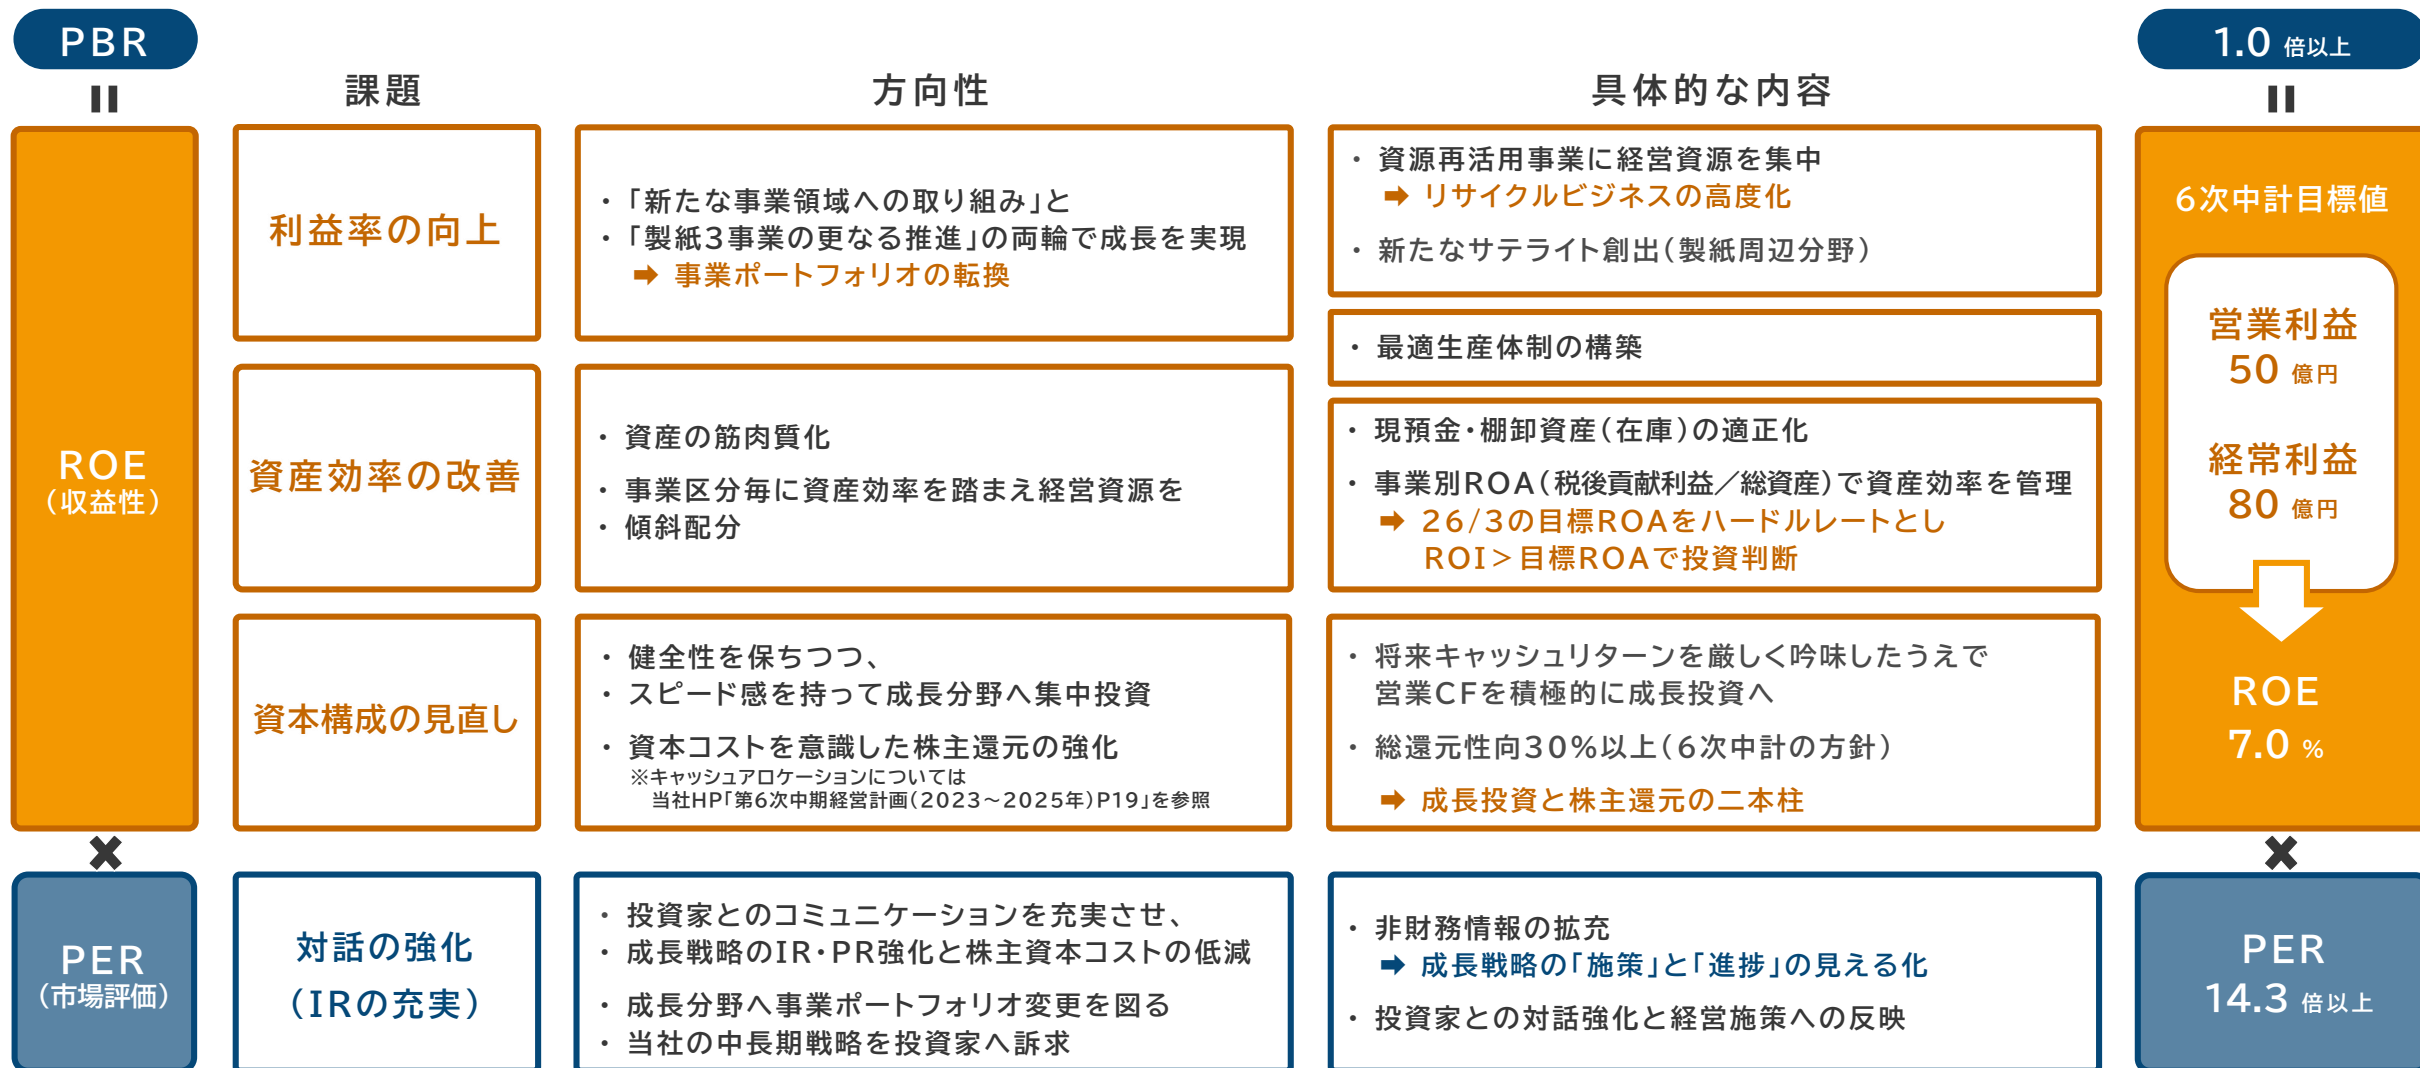 PBR
=
ROE
(収益性)
×
PER
(市場評価)
課題
利益率の向上
資産効率の改善
資本構成の見直し
対話の強化
(IRの充実)
方向性
・「新たな事業領域への取り組み」と
・「製紙3事業の更なる推進」の両輪で成長を実現
➡ 事業ポートフォリオの転換
・ 資産の筋肉質化
・ 事業区分毎に資産効率を踏まえ経営資源を
・ 傾斜配分
・ 健全性を保ちつつ、
・ スピード感を持って成長分野へ集中投資
・ 資本コストを意識した株主還元の強化
※キャッシュアロケーションについては
当社HP「第6次中期経営計画(2023～2025年)P19」を参照
・ 投資家とのコミュニケーションを充実させ、
・ 成長戦略のIR・PR強化と株主資本コストの低減
・ 成長分野へ事業ポートフォリオ変更を図る
・ 当社の中長期戦略を投資家へ訴求
具体的な内容
・ 資源再活用事業に経営資源を集中
➡ リサイクルビジネスの高度化
・ 新たなサテライト創出(製紙周辺分野)
・ 最適生産体制の構築
・ 現預金・棚卸資産(在庫)の適正化
・ 事業別ROA(税後貢献利益／総資産)で資産効率を管理
➡ 26/3の目標ROAをハードルレートとし
ROI＞目標ROAで投資判断
・ 将来キャッシュリターンを厳しく吟味したうえで
営業CFを積極的に成長投資へ
・ 総還元性向30%以上(6次中計の方針)
➡ 成長投資と株主還元の二本柱
・ 非財務情報の拡充
➡ 成長戦略の「施策」と「進捗」の見える化
・ 投資家との対話強化と経営施策への反映
1.0 倍以上
=
6次中計目標値
営業利益
50 億円
経常利益
80 億円
ROE
7.0 %
×
PER
14.3 倍以上